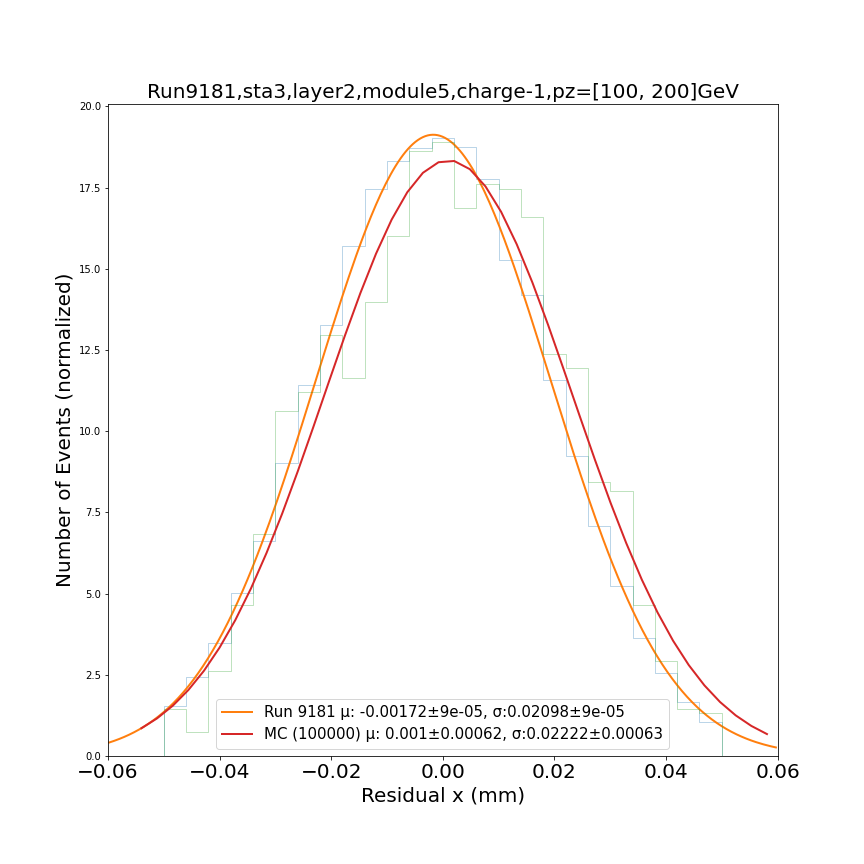 Run9181,sta3,layer2,module5,charge-1,pz=[100, 200]GeV
Number of Events (normalized)
20.0
17.5
15.0
12.5
10.0
7.5
5.0
2.5
0.0
Run 9181 μ: -0.00172±9e-05, σ:0.02098±9e-05
MC (100000) μ: 0.001±0.00062, σ:0.02222±0.00063
−0.06 −0.04 −0.02 0.00 0.02 0.04 0.06
Residual x (mm)